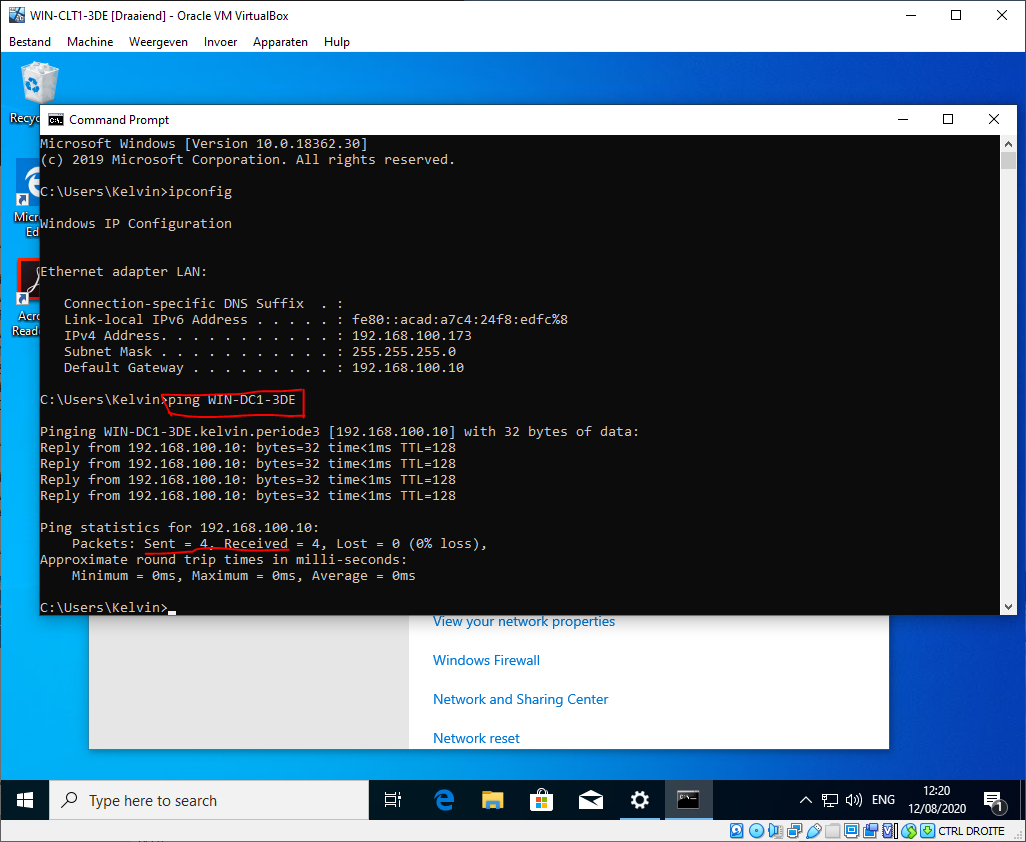 WIN-CLT1-3DE [Draaiend] - Oracle VM VirtualBox
Bestand Machine Weergeven Invoer Apparaten Hulp
Command Prompt
Microsoft Windows [Version 10.0.18362.30]
(c) 2019 Microsoft Corporation. All rights reserved.
C:\Users\Kelvin>ipconfig
Windows IP Configuration
Ethernet adapter LAN:
Connection-specific DNS Suffix . :
Link-local IPv6 Address . . . . . : fe80::acad:a7c4:24f8:edfc%8
IPv4 Address. . . . . . . . . . . : 192.168.100.173
Subnet Mask . . . . . . . . . . . : 255.255.255.0
Default Gateway . . . . . . . . . : 192.168.100.10
C:\Users\Kelvin>ping WIN-DC1-3DE
Pinging WIN-DC1-3DE.kelvin.periode3 [192.168.100.10] with 32 bytes of data:
Reply from 192.168.100.10: bytes=32 time<1ms TTL=128
Reply from 192.168.100.10: bytes=32 time<1ms TTL=128
Reply from 192.168.100.10: bytes=32 time<1ms TTL=128
Reply from 192.168.100.10: bytes=32 time<1ms TTL=128
Ping statistics for 192.168.100.10:
Packets: Sent = 4, Received = 4, Lost = 0 (0% loss),
Approximate round trip times in milli-seconds:
Minimum = 0ms, Maximum = 0ms, Average = 0ms
C:\Users\Kelvin>
View your network properties
Windows Firewall
Network and Sharing Center
Network reset
Type here to search
ENG
12:20
12/08/2020
1
CTRL DROITE